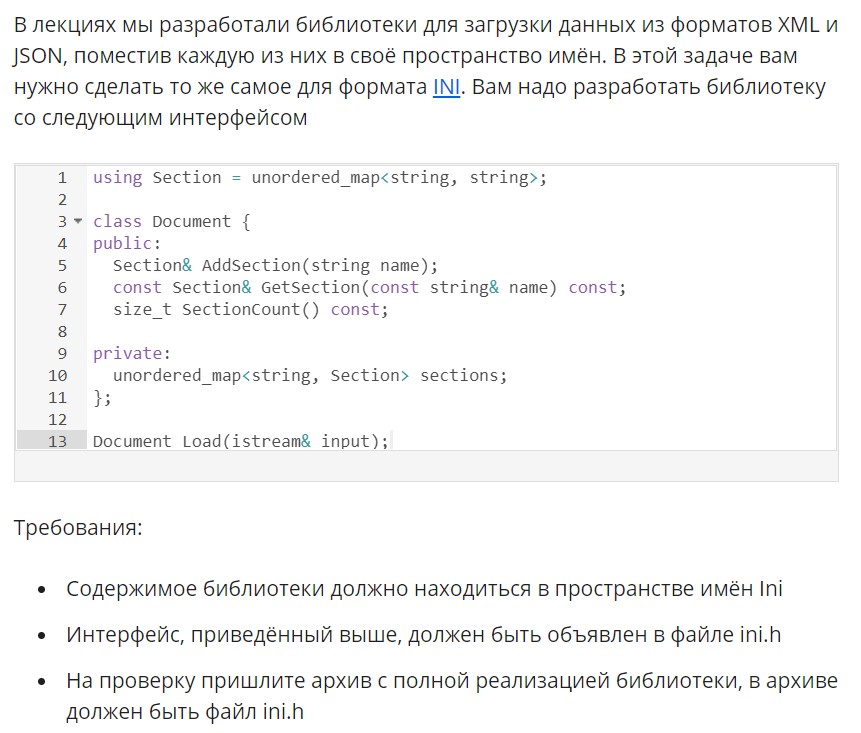 В лекциях мы разработали библиотеки для загрузки данных из форматов XML и
JSON, поместив каждую из них в своё пространство имён. В этой задаче вам
нужно сделать то же самое для формата INI. Вам надо разработать библиотеку
со следующим интерфейсом
1 using Section = unordered_map<string, string>;
2
3 class Document {
4 public:
5   Section& AddSection(string name);
6   const Section& GetSection(const string& name) const;
7   size_t SectionCount() const;
8
9 private:
10   unordered_map<string, Section> sections;
11 };
12
13 Document Load(istream& input);
Требования:
• Содержимое библиотеки должно находиться в пространстве имён Ini
• Интерфейс, приведённый выше, должен быть объявлен в файле ini.h
• На проверку пришлите архив с полной реализацией библиотеки, в архиве
должен быть файл ini.h